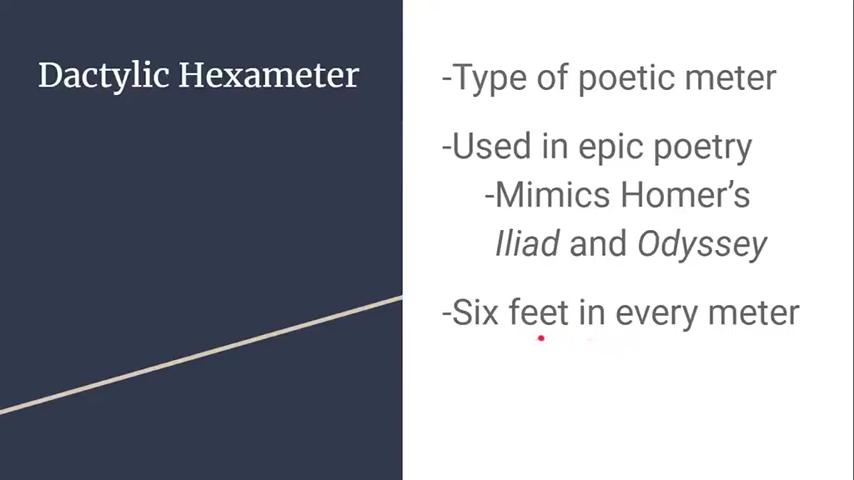 Dactylic Hexameter
-Type of poetic meter
-Used in epic poetry
-Mimics Homer's
Iliad and Odyssey
-Six feet in every meter